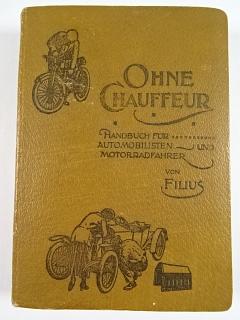 OHNE
CHAUFFEUR
HANDBUCH FÜR
AUTOMOBILISTEN UND
MOTORRADFAHRER
VON
FILIUS